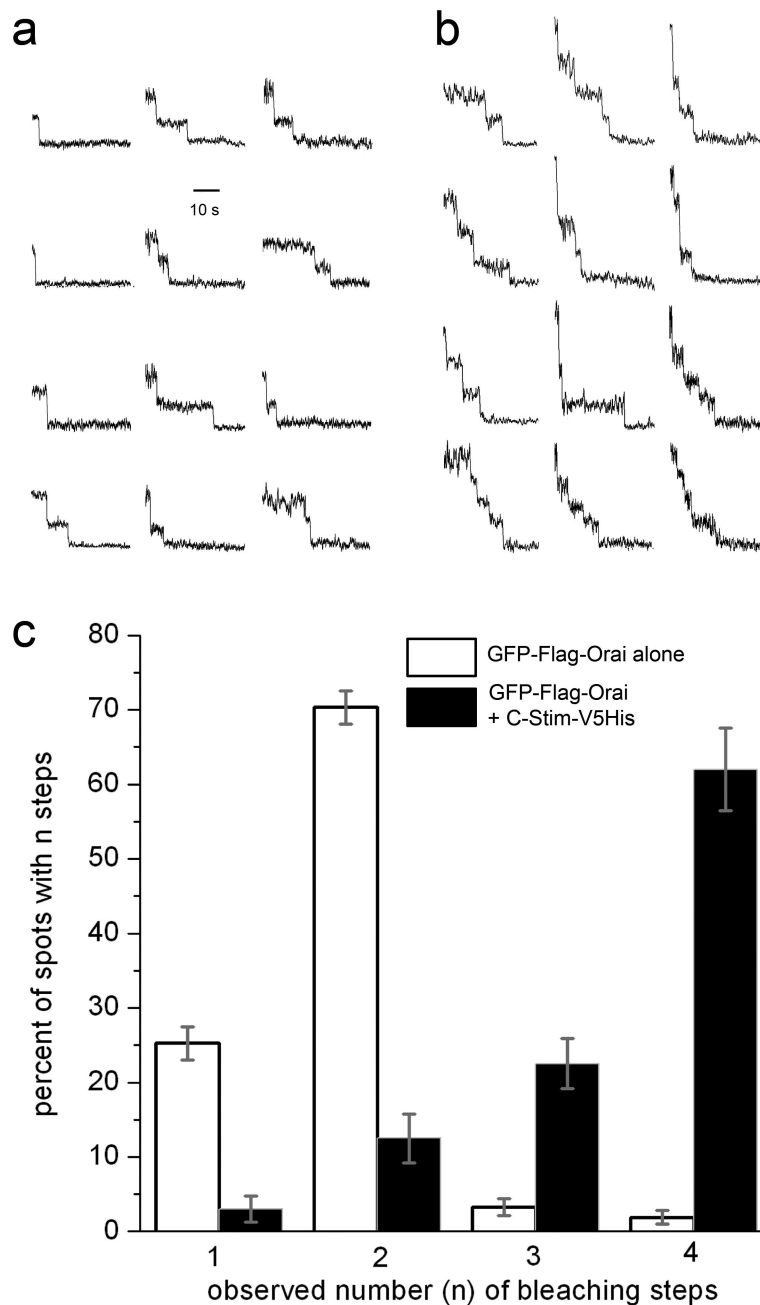 a
b
10 s
c
80
70
60
50
40
30
20
10
0
percent of spots with n steps
GFP-Flag-Orai alone
GFP-Flag-Orai
+ C-Stim-V5His
1 2 3 4
observed number (n) of bleaching steps